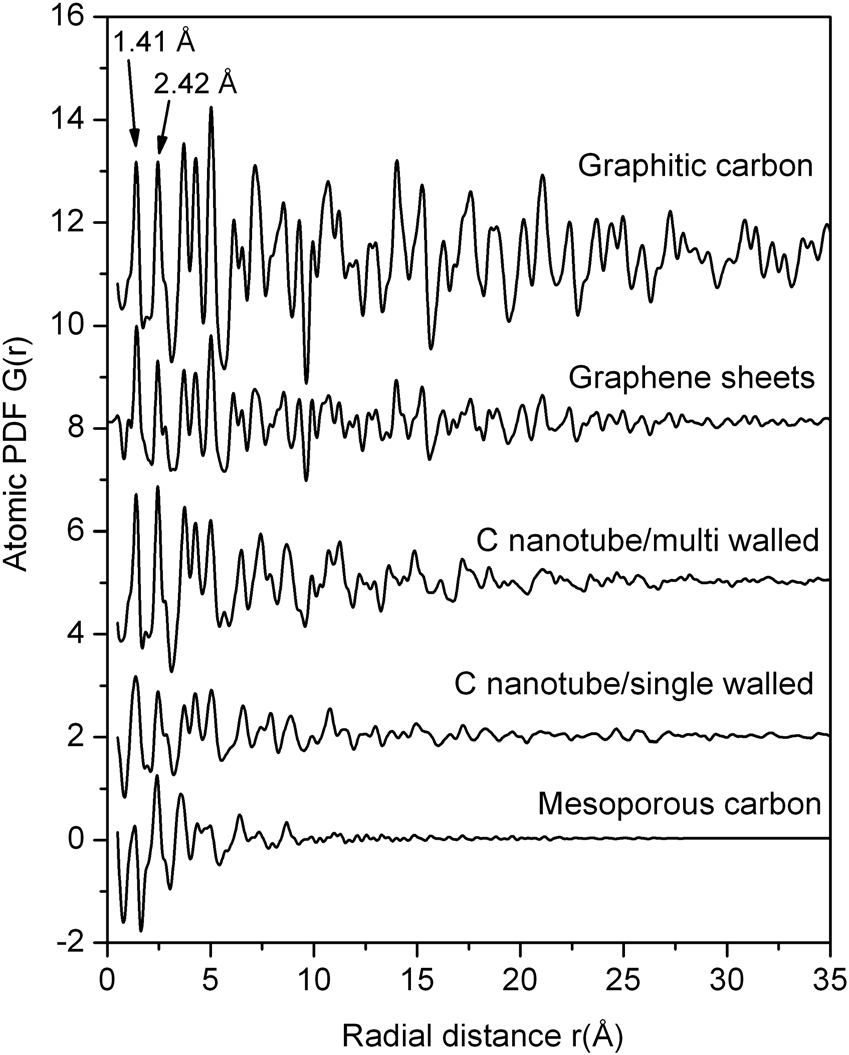 16
1.41 Å
2.42 Å
14
Graphitic carbon
12
10
Graphene sheets
8
Atomic PDF G(r)
6
C nanotube/multi walled
4
C nanotube/single walled
2
Mesoporous carbon
0
-2
0 5 10 15 20 25 30 35
Radial distance r(Å)